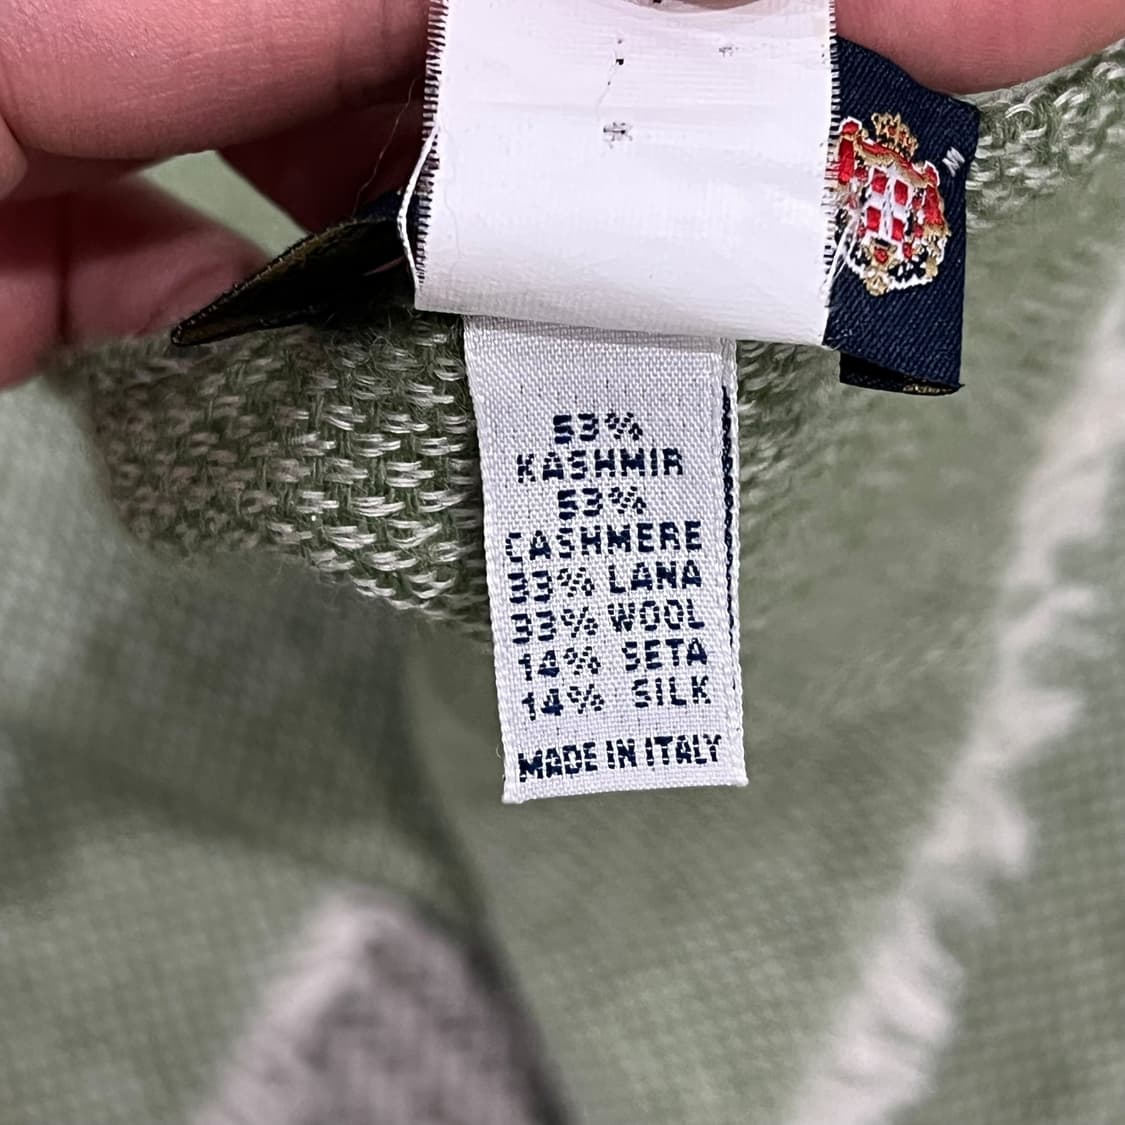 53%
KASHMIR
53%
CASHMERE
33% LANA
33% WOOL
14% SETA
14% SILK
MADE IN ITALY